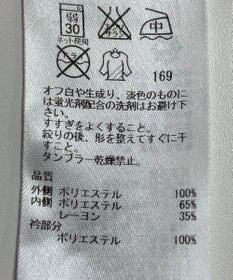 弱
30
ネット使用
中
ドライ
169
オフ白や生成り、淡色のものに
は蛍光剤配合の洗剤はお避け下
さい。
すすぎをよくすること。
絞りの後、形を整えてすぐに干
すこと。
タンブラー乾燥禁止。
品質
外側 ポリエステル 100%
内側 ポリエステル 65%
レーヨン 35%
衿部分
ポリエステル 100%